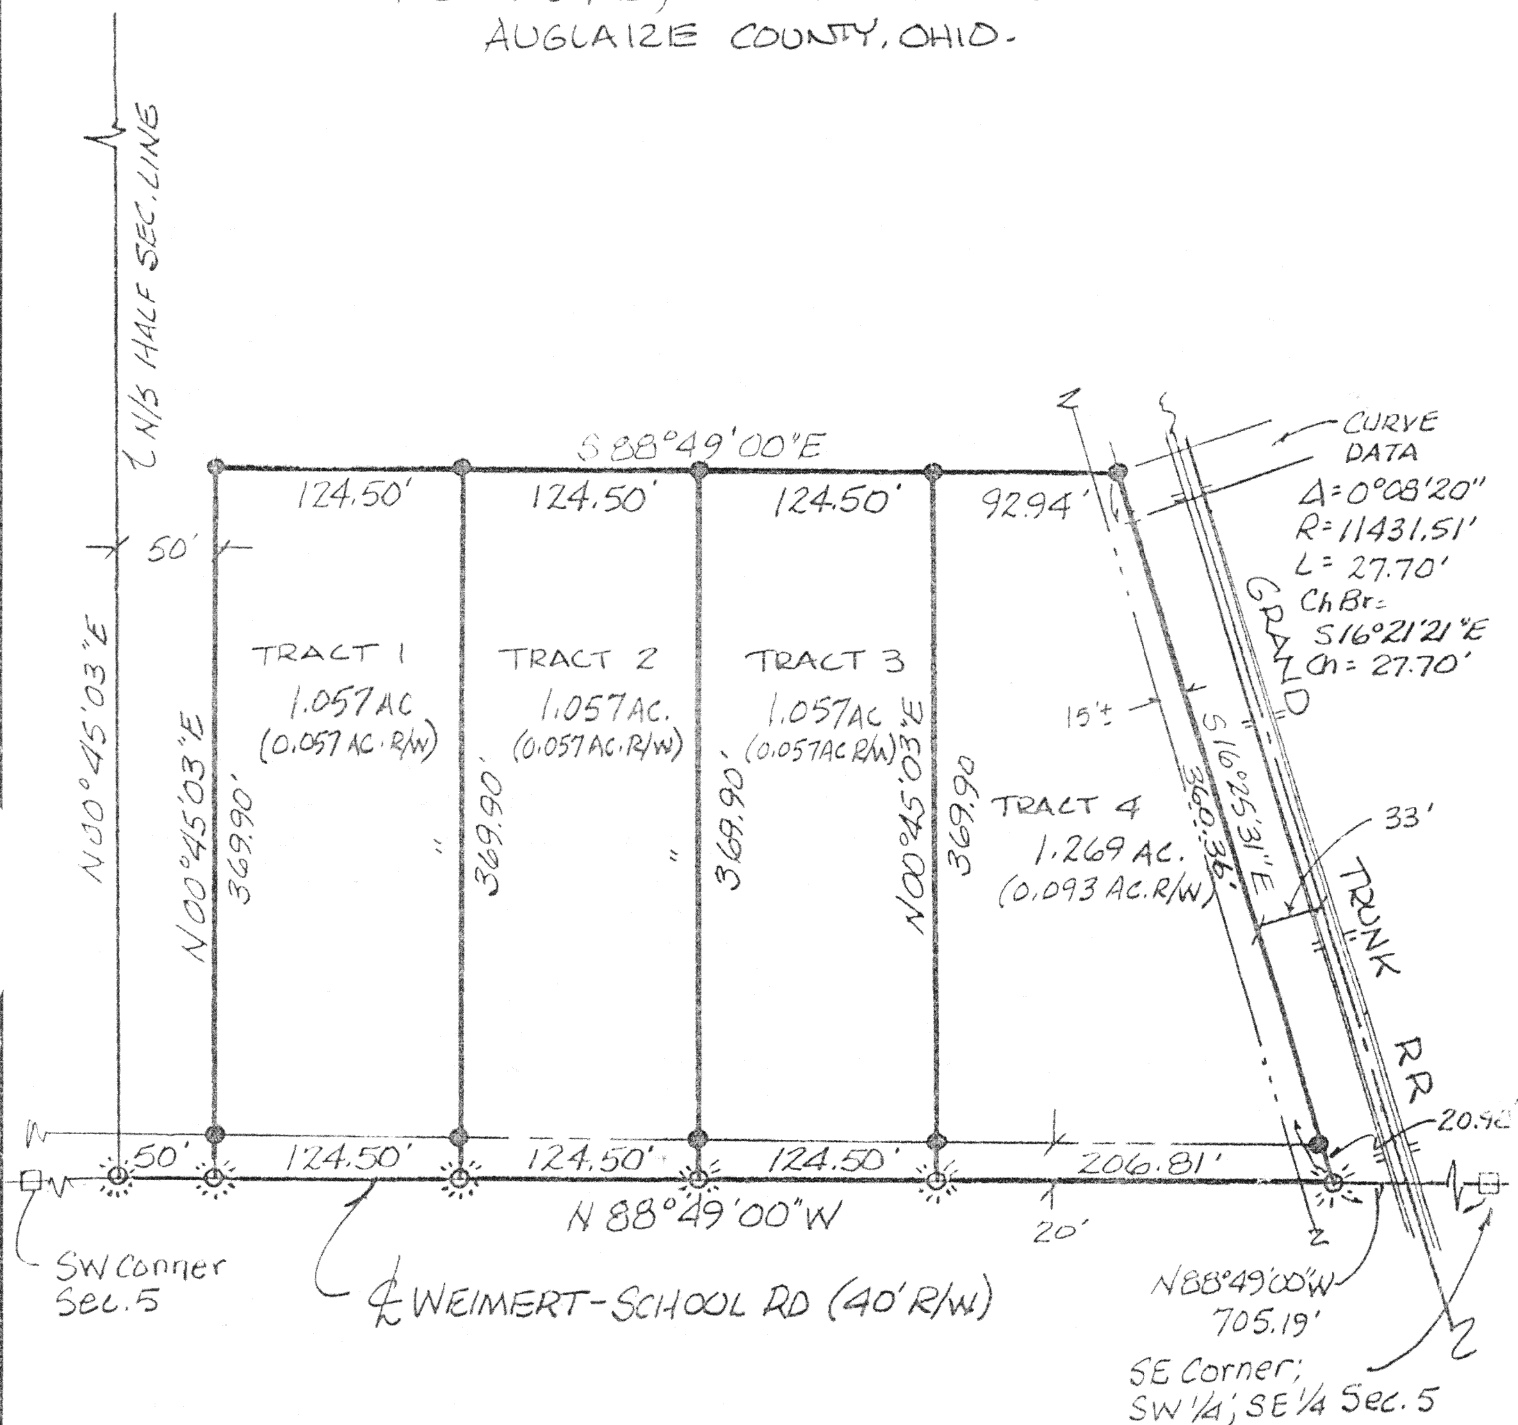 AUGLAIZE COUNTY, OHIO.
N/S HALF SEC. LINE
N00°45'03"E
50'
S 88°49'00"E
124.50'
124.50'
124.50'
92.94'
CURVE
DATA
Δ=0°08'20"
R=11431.51'
L= 27.70'
Ch Br=
S16°21'21"E
Ch= 27.70'
GRAND
TRUNK
RR
TRACT 1
1.057 AC
(0.057 AC. R/W)
TRACT 2
1.057 AC.
(0.057 AC. R/W)
TRACT 3
1.057 AC
(0.057 AC R/W)
TRACT 4
1.269 AC.
(0.093 AC. R/W)
N00°45'03"E
369.90'
"
369.90'
"
369.90'
N00°45'03"E
369.90
15'±
S16°25'31"E
360.36'
33'
50'
124.50'
124.50'
124.50'
206.81'
N 88°49'00"W
20'
SW Corner
Sec. 5
℄ WEIMERT-SCHOOL RD (40' R/W)
N88°49'00"W
705.19'
SE Corner;
SW 1/4; SE 1/4 Sec. 5